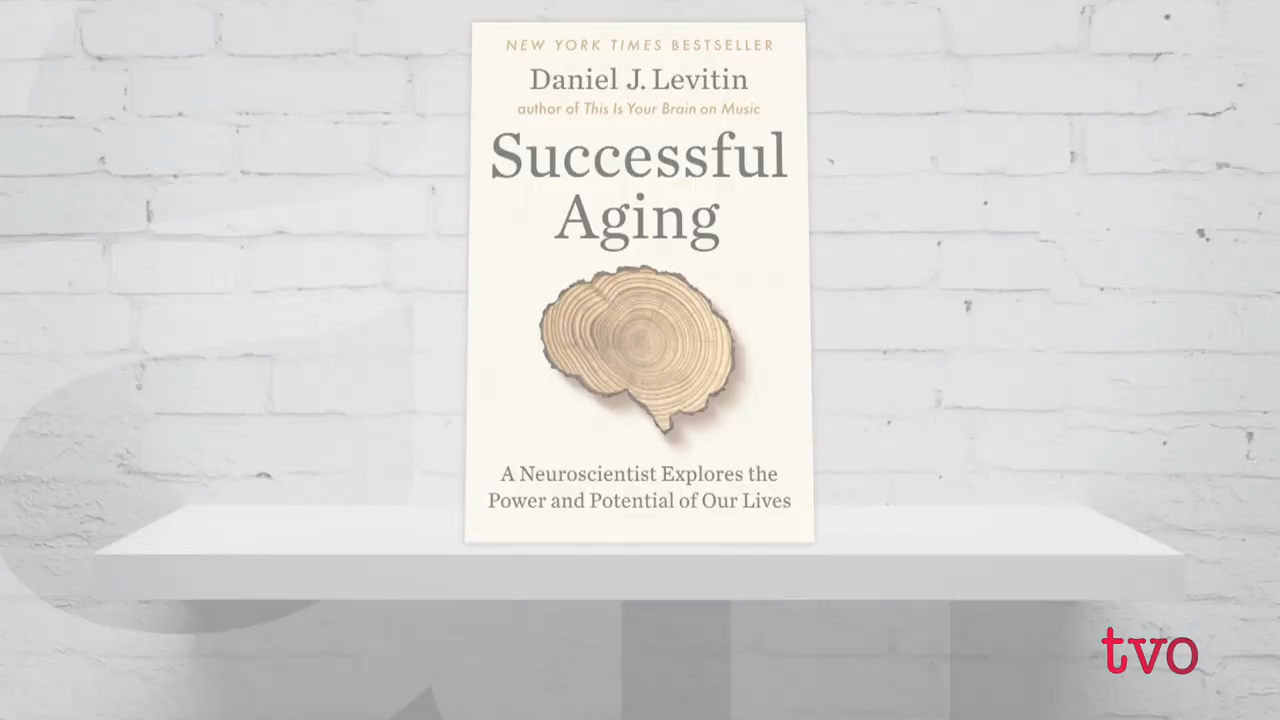 NEW YORK TIMES BESTSELLER
Daniel J. Levitin
author of This Is Your Brain on Music
Successful
Aging
A Neuroscientist Explores the
Power and Potential of Our Lives
tvo